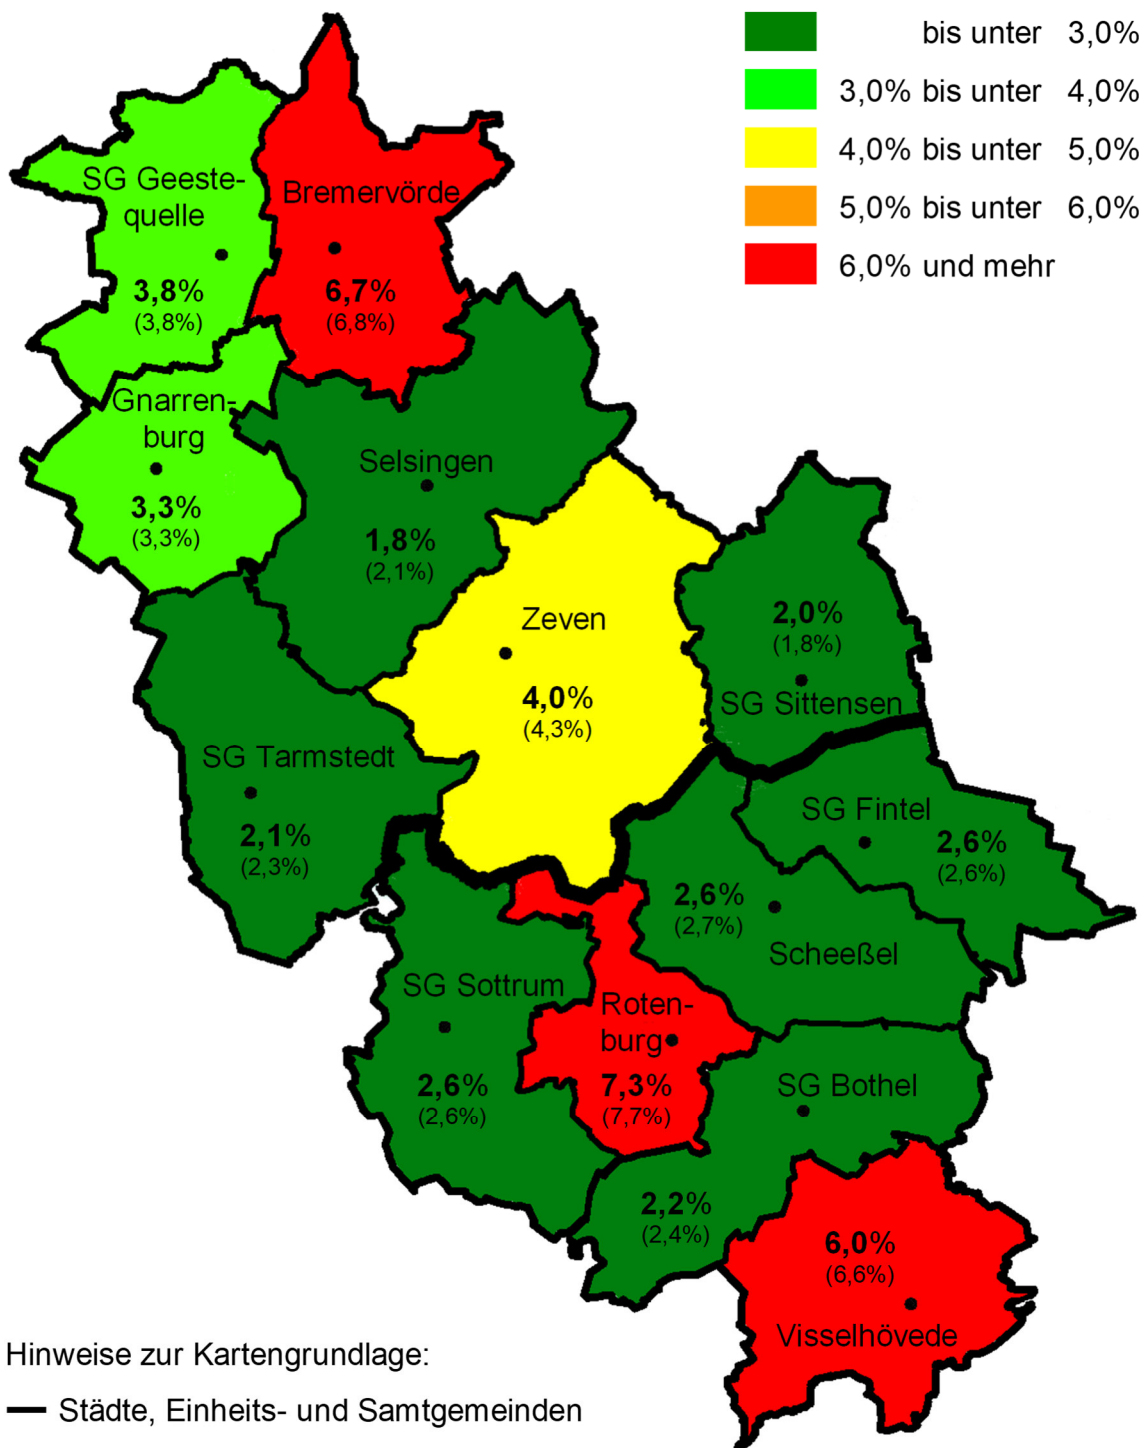 bis unter 3,0%
3,0% bis unter 4,0%
4,0% bis unter 5,0%
5,0% bis unter 6,0%
6,0% und mehr
SG Geeste-
quelle
3,8%
(3,8%)
Bremervörde
6,7%
(6,8%)
Gnarren-
burg
3,3%
(3,3%)
Selsingen
1,8%
(2,1%)
Zeven
4,0%
(4,3%)
2,0%
(1,8%)
SG Sittensen
SG Tarmstedt
2,1%
(2,3%)
SG Fintel
2,6%
(2,6%)
2,6%
(2,7%)
Scheeßel
SG Sottrum
2,6%
(2,6%)
Roten-
burg
7,3%
(7,7%)
SG Bothel
2,2%
(2,4%)
6,0%
(6,6%)
Visselhövede
Hinweise zur Kartengrundlage:
Städte, Einheits- und Samtgemeinden